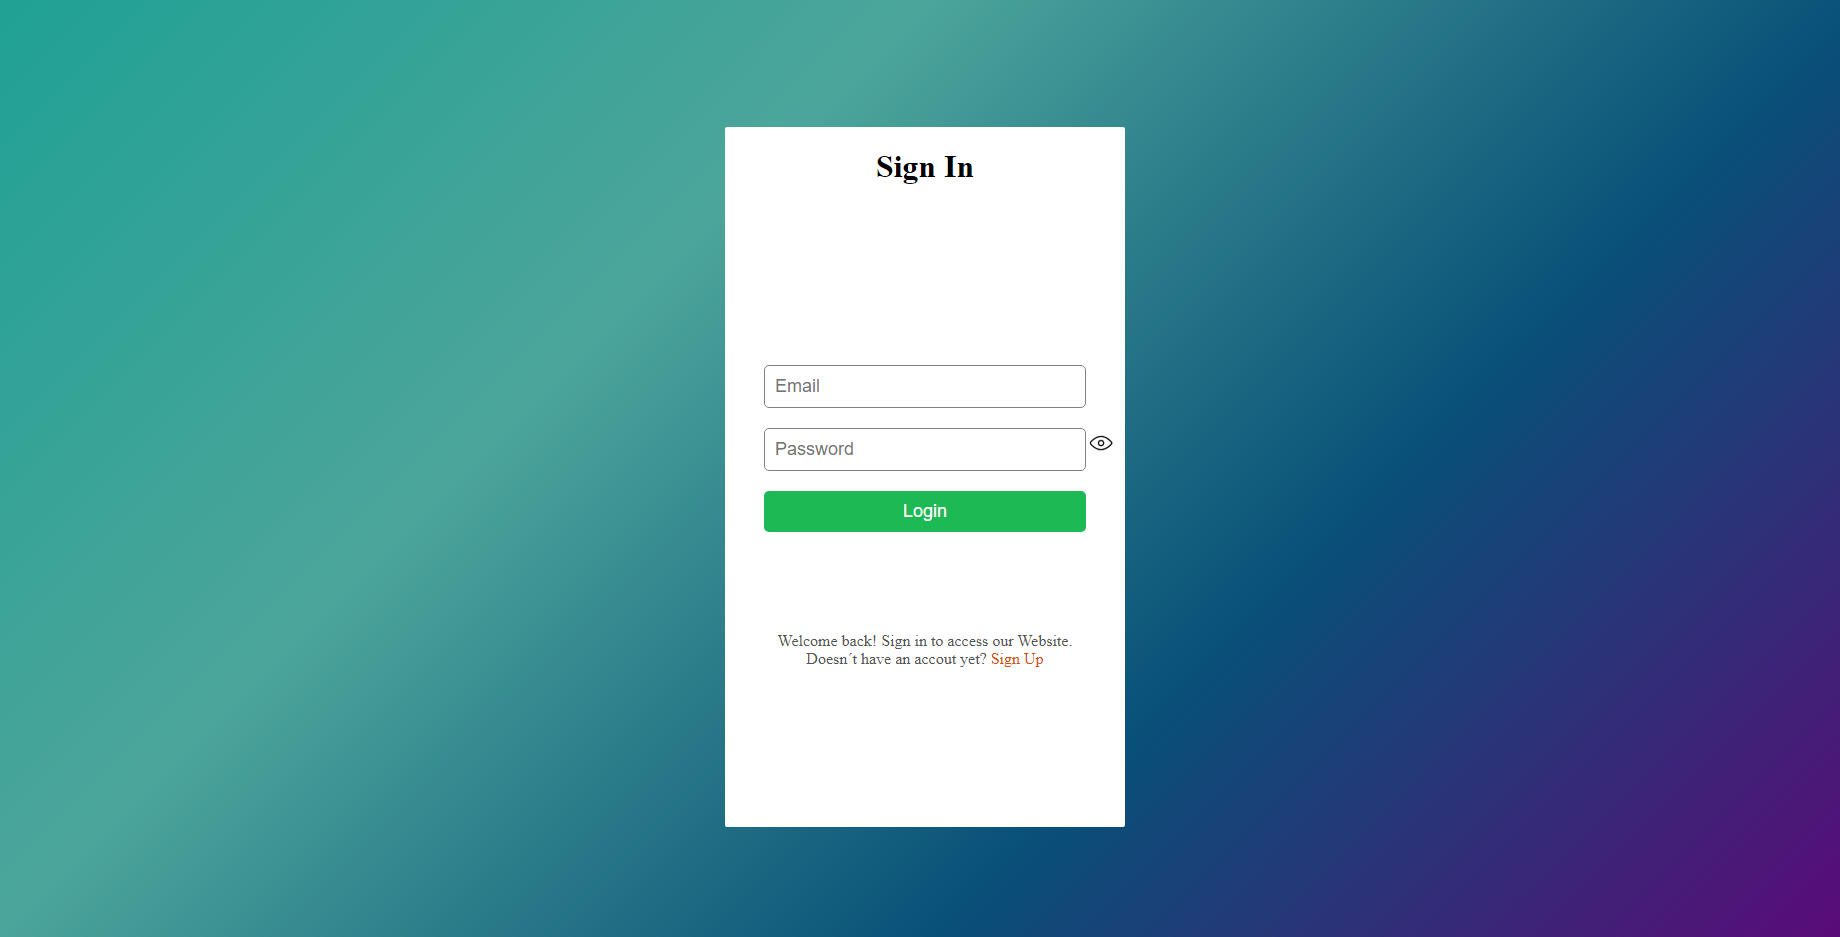 Sign In
Email
Password
Login
Welcome back! Sign in to access our Website.
Doesn´t have an accout yet? Sign Up